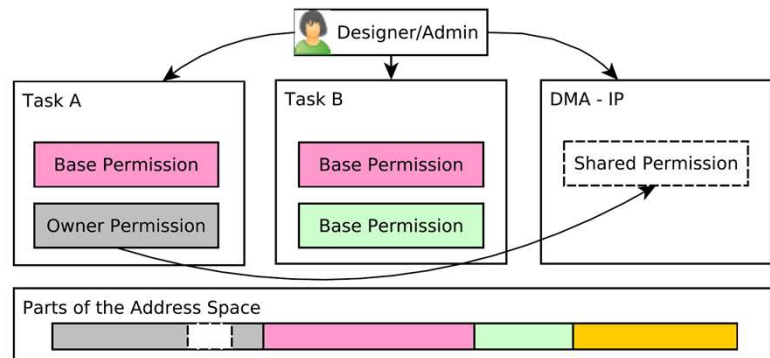 Designer/Admin
Task A
Task B
DMA - IP
Base Permission
Base Permission
Shared Permission
Owner Permission
Base Permission
Parts of the Address Space